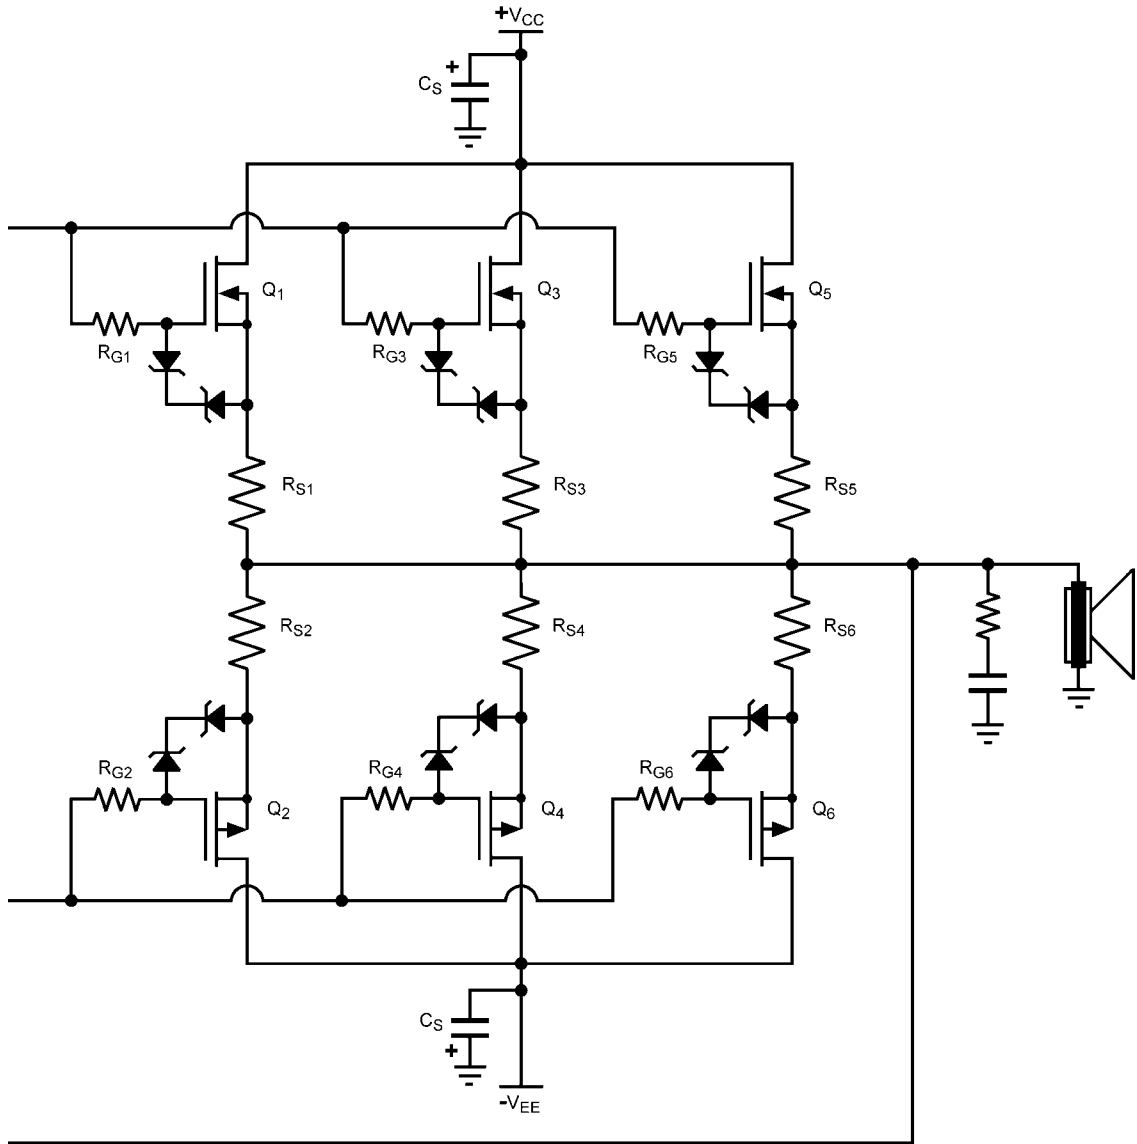 +VCC
+
CS
Q1
Q3
Q5
RG1
RG3
RG5
RS1
RS3
RS5
RS2
RS4
RS6
RG2
RG4
RG6
Q2
Q4
Q6
CS
+
-VEE